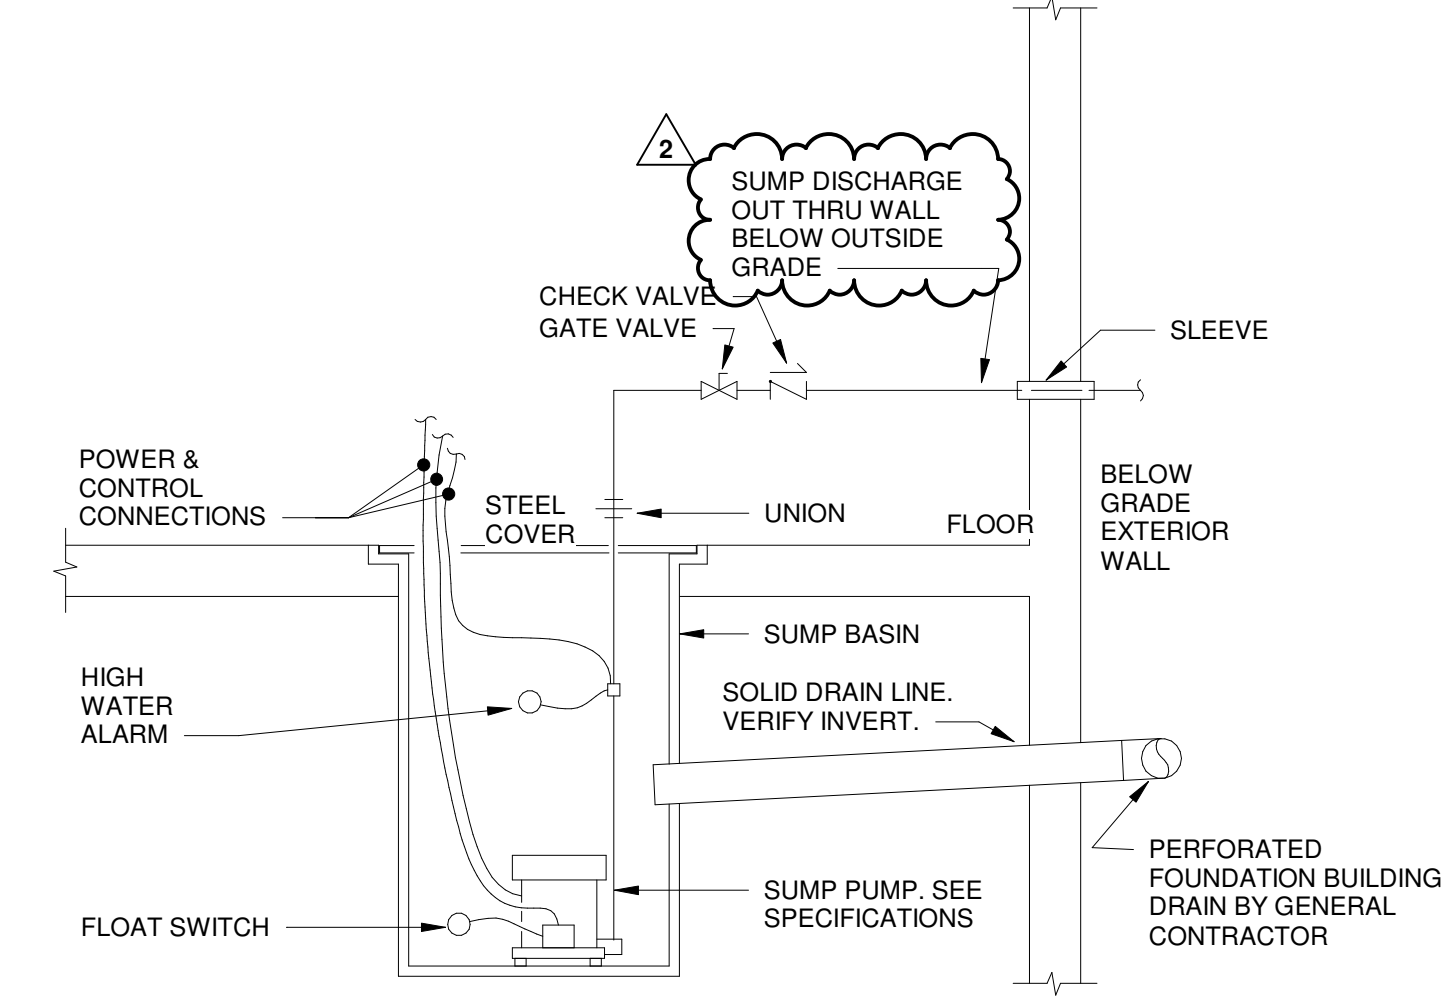 2
SUMP DISCHARGE
OUT THRU WALL
BELOW OUTSIDE
GRADE
CHECK VALVE
GATE VALVE
SLEEVE
POWER &
CONTROL
CONNECTIONS
STEEL
COVER
UNION
FLOOR
BELOW
GRADE
EXTERIOR
WALL
SUMP BASIN
HIGH
WATER
ALARM
SOLID DRAIN LINE.
VERIFY INVERT.
PERFORATED
FOUNDATION BUILDING
DRAIN BY GENERAL
CONTRACTOR
SUMP PUMP. SEE
SPECIFICATIONS
FLOAT SWITCH